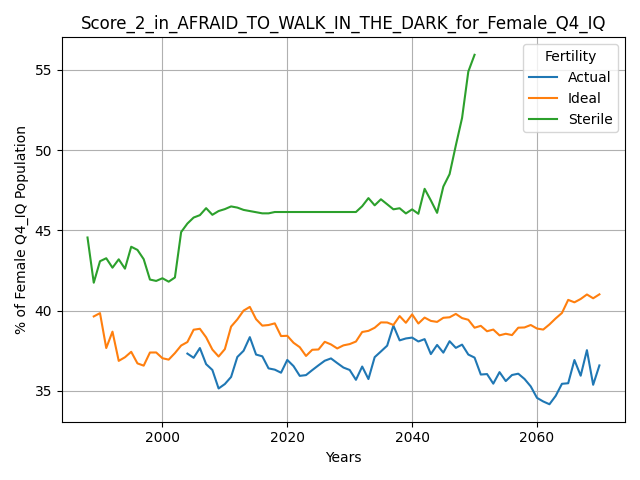 Score_2_in_AFRAID_TO_WALK_IN_THE_DARK_for_Female_Q4_IQ
Fertility
Actual
Ideal
Sterile
% of Female Q4_IQ Population
55
50
45
40
35
2000
2020
2040
2060
Years